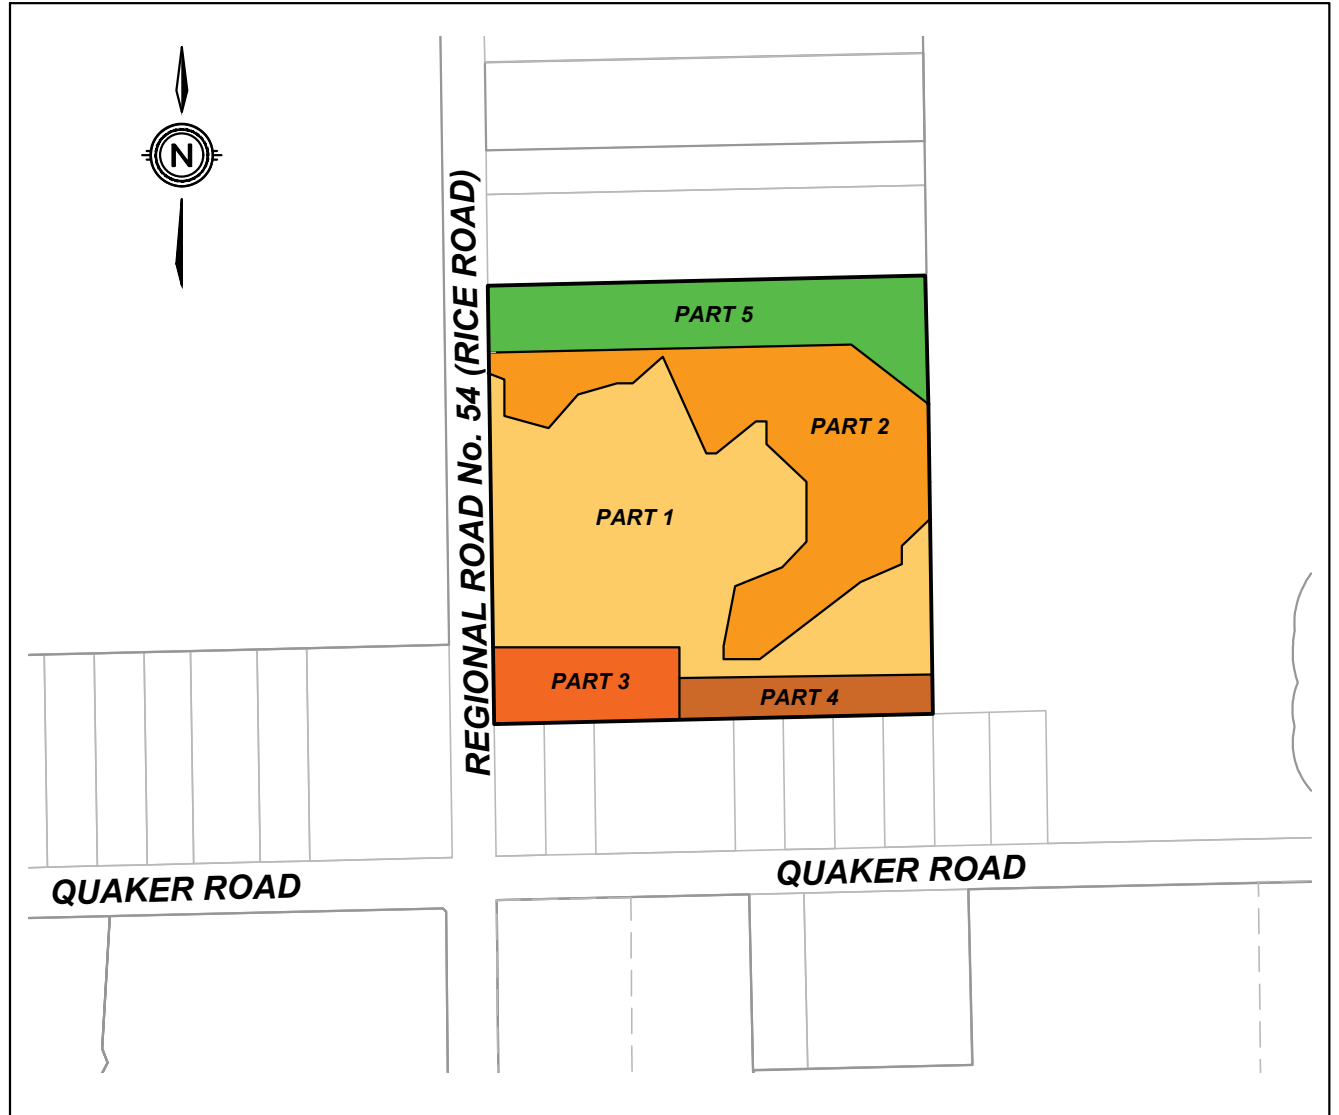 N
REGIONAL ROAD No. 54 (RICE ROAD)
PART 5
PART 2
PART 1
PART 3
PART 4
QUAKER ROAD
QUAKER ROAD